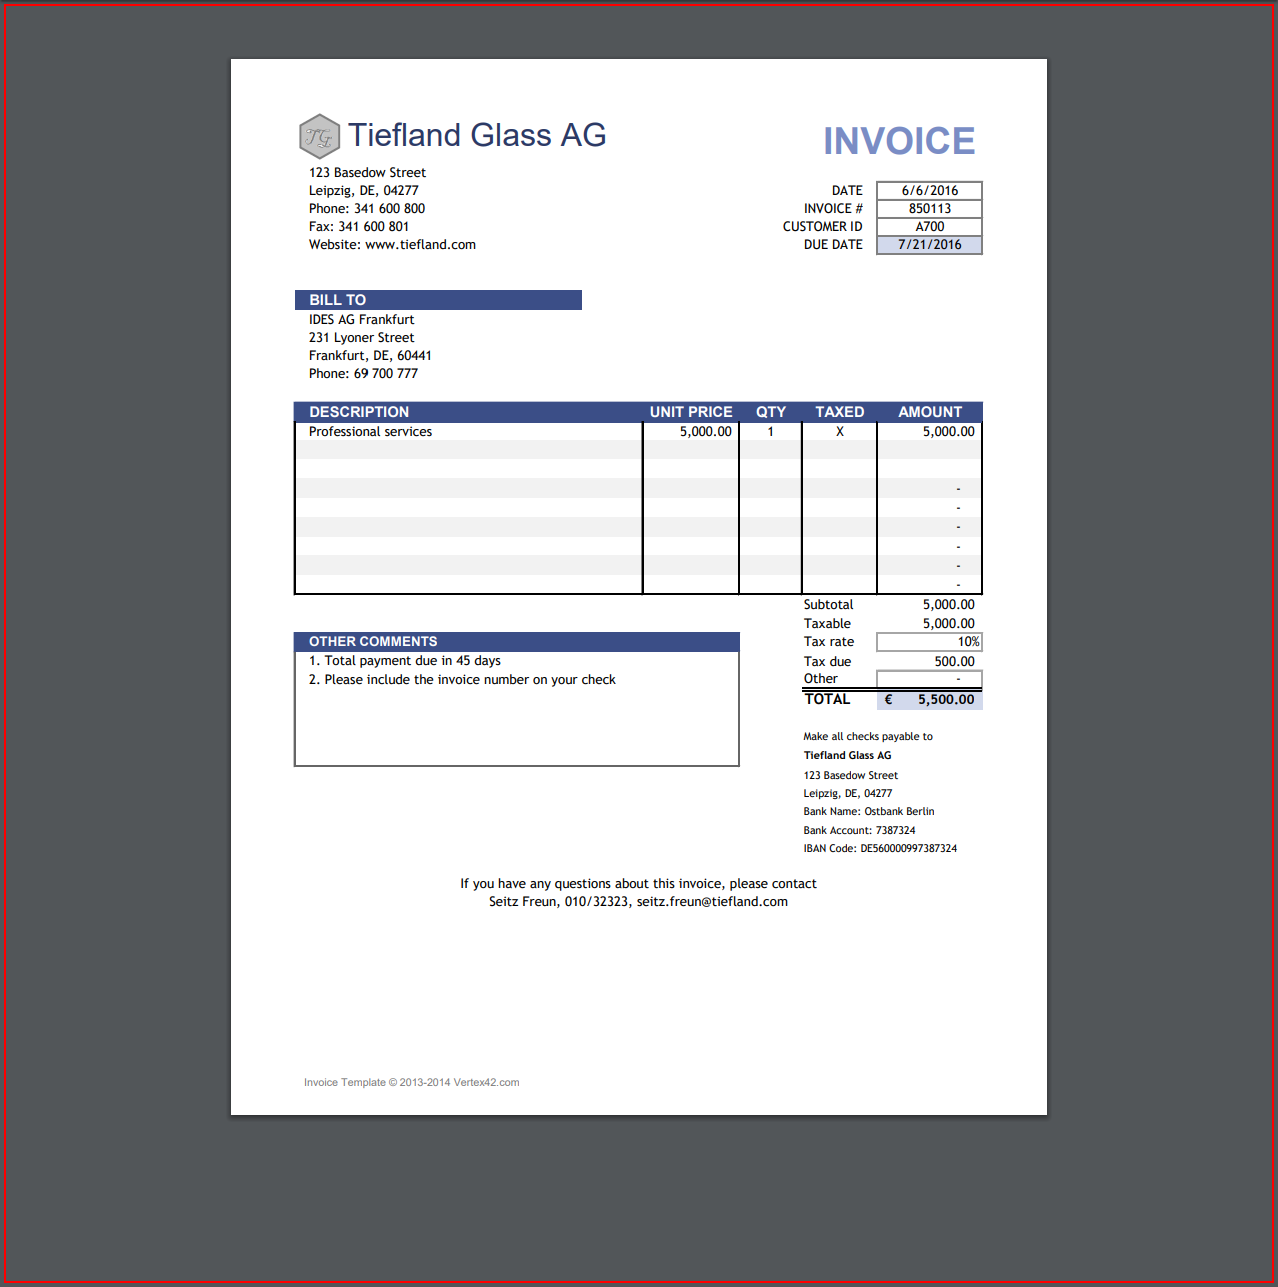 TG Tiefland Glass AG
INVOICE
123 Basedow Street
Leipzig, DE, 04277
Phone: 341 600 800
Fax: 341 600 801
Website: www.tiefland.com
DATE 6/6/2016
INVOICE # 850113
CUSTOMER ID A700
DUE DATE 7/21/2016
BILL TO
IDES AG Frankfurt
231 Lyoner Street
Frankfurt, DE, 60441
Phone: 69 700 777
DESCRIPTION UNIT PRICE QTY TAXED AMOUNT
Professional services 5,000.00 1 X 5,000.00
-
-
-
-
-
-
Subtotal 5,000.00
Taxable 5,000.00
Tax rate 10%
Tax due 500.00
Other -
TOTAL € 5,500.00
OTHER COMMENTS
1. Total payment due in 45 days
2. Please include the invoice number on your check
Make all checks payable to
Tiefland Glass AG
123 Basedow Street
Leipzig, DE, 04277
Bank Name: Ostbank Berlin
Bank Account: 7387324
IBAN Code: DE560000997387324
If you have any questions about this invoice, please contact
Seitz Freun, 010/32323, seitz.freun@tiefland.com
Invoice Template © 2013-2014 Vertex42.com